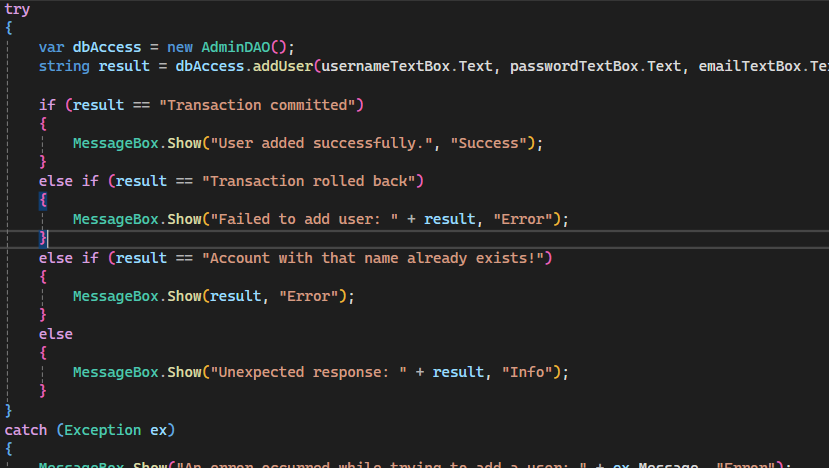 try
{
var dbAccess = new AdminDAO();
string result = dbAccess.addUser(usernameTextBox.Text, passwordTextBox.Text, emailTextBox.Te
if (result == "Transaction committed")
{
MessageBox.Show("User added successfully.", "Success");
}
else if (result == "Transaction rolled back")
{
MessageBox.Show("Failed to add user: " + result, "Error");
}
else if (result == "Account with that name already exists!")
{
MessageBox.Show(result, "Error");
}
else
{
MessageBox.Show("Unexpected response: " + result, "Info");
}
}
catch (Exception ex)
{
MessageBox.Show("An error occurred while trying to add a user: " + ex.Message, "Error");